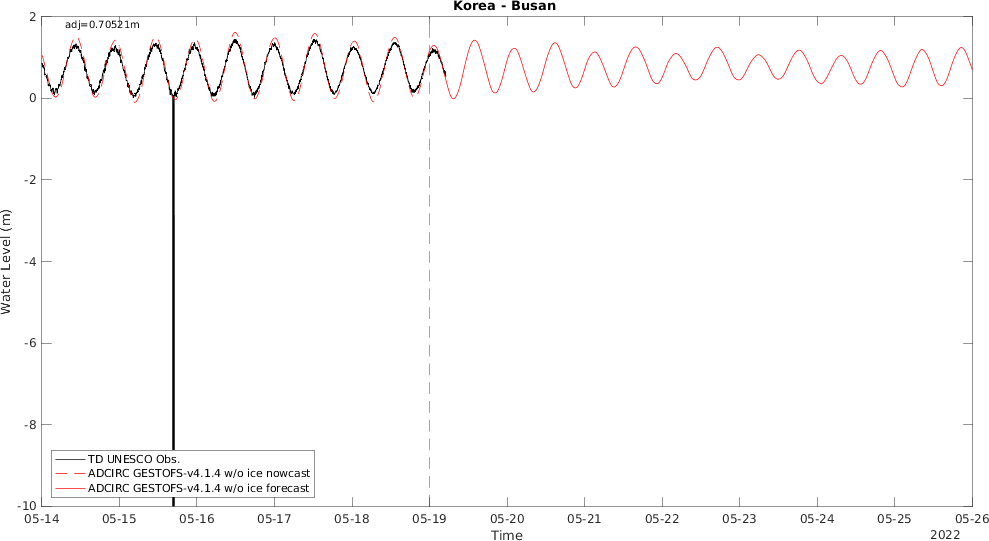 Korea - Busan
adj=0.70521m
2
0
-2
-4
-6
-8
-10
Water Level (m)
TD UNESCO Obs.
ADCIRC GESTOFS-v4.1.4 w/o ice nowcast
ADCIRC GESTOFS-v4.1.4 w/o ice forecast
05-14 05-15 05-16 05-17 05-18 05-19 05-20 05-21 05-22 05-23 05-24 05-25 05-26
Time
2022